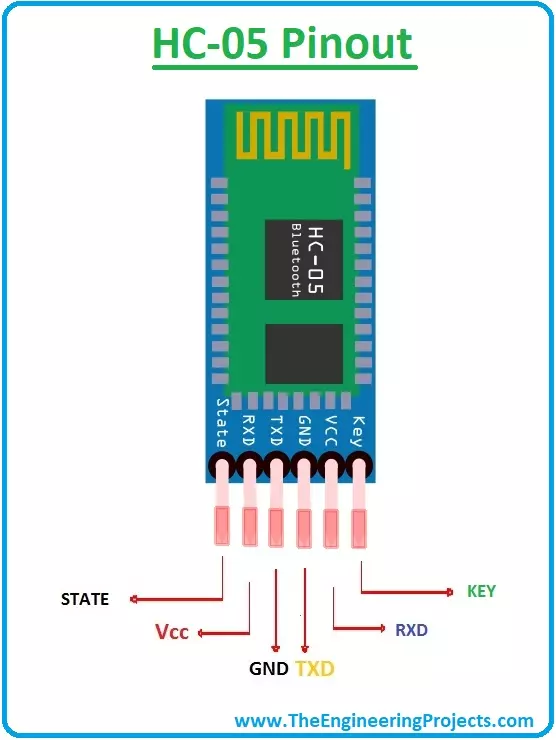 HC-05 Pinout
HC-05
Bluetooth
State
RXD
TXD
GND
VCC
Key
STATE
KEY
Vcc
RXD
GND
TXD
www.TheEngineeringProjects.com